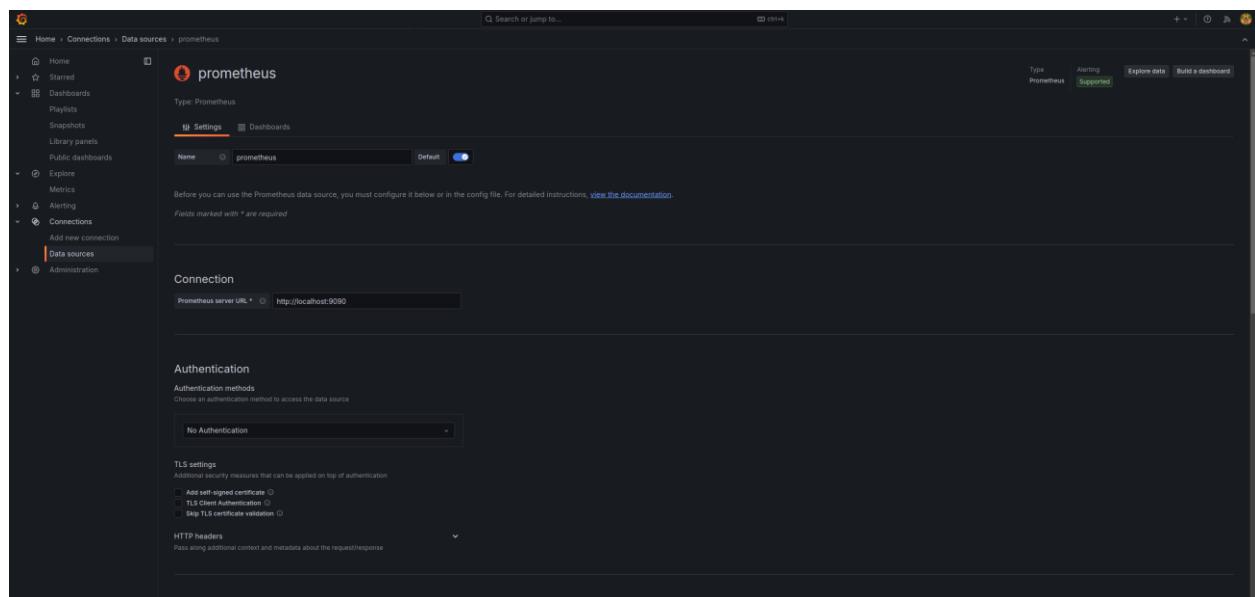 Search or jump to...
ctrl+k
Home › Connections › Data sources › prometheus
Home
Starred
Dashboards
Playlists
Snapshots
Library panels
Public dashboards
Explore
Metrics
Alerting
Connections
Add new connection
Data sources
Administration
prometheus
Type: Prometheus
Type
Prometheus
Alerting
Supported
Explore data
Build a dashboard
Settings
Dashboards
Name
prometheus
Default
Before you can use the Prometheus data source, you must configure it below or in the config file. For detailed instructions, view the documentation.
Fields marked with * are required
Connection
Prometheus server URL *
http://localhost:9090
Authentication
Authentication methods
Choose an authentication method to access the data source
No Authentication
TLS settings
Additional security measures that can be applied on top of authentication
Add self-signed certificate
TLS Client Authentication
Skip TLS certificate validation
HTTP headers
Pass along additional context and metadata about the request/response